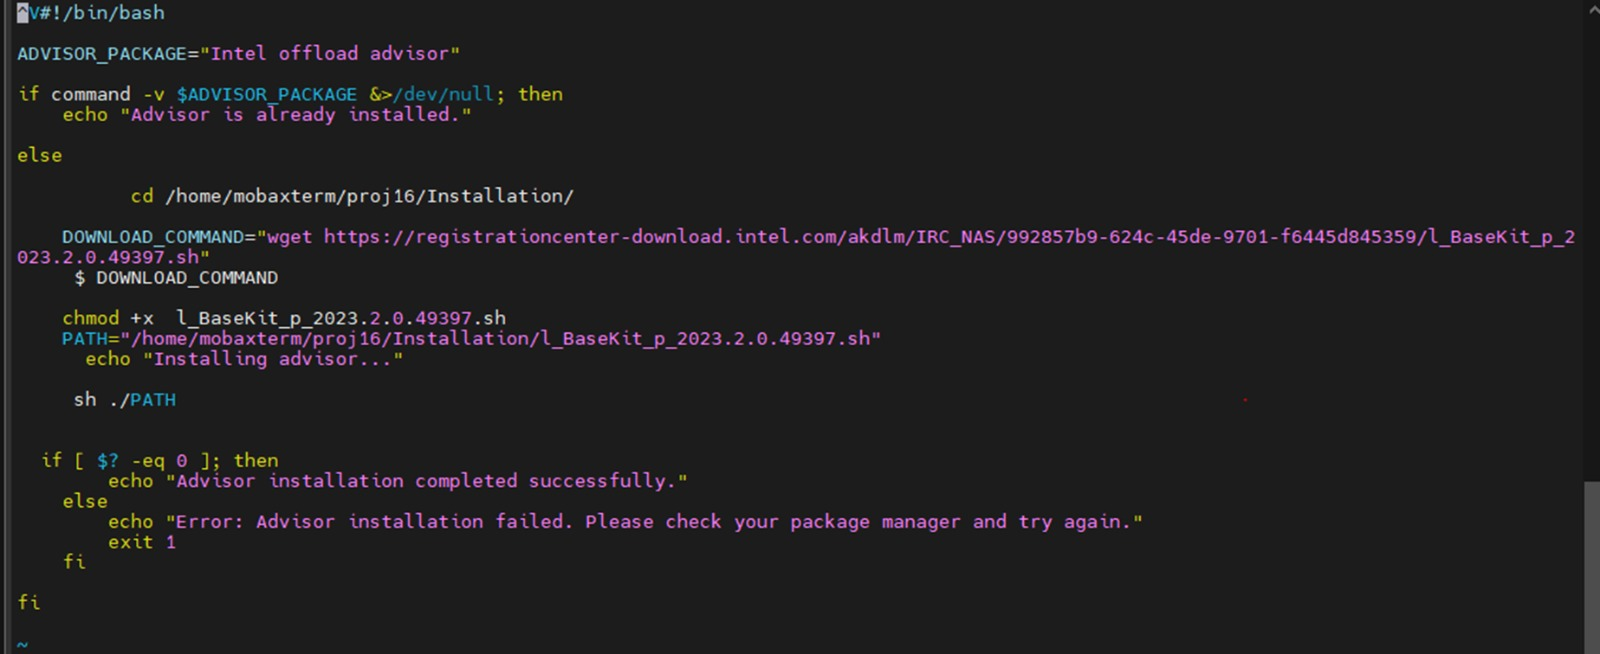 ^V#!/bin/bash
ADVISOR_PACKAGE="Intel offload advisor"
if command -v $ADVISOR_PACKAGE &>/dev/null; then
    echo "Advisor is already installed."
else
          cd /home/mobaxterm/proj16/Installation/
    DOWNLOAD_COMMAND="wget https://registrationcenter-download.intel.com/akdlm/IRC_NAS/992857b9-624c-45de-9701-f6445d845359/l_BaseKit_p_2
023.2.0.49397.sh"
     $ DOWNLOAD_COMMAND
    chmod +x  l_BaseKit_p_2023.2.0.49397.sh
    PATH="/home/mobaxterm/proj16/Installation/l_BaseKit_p_2023.2.0.49397.sh"
      echo "Installing advisor..."
     sh ./PATH
  if [ $? -eq 0 ]; then
        echo "Advisor installation completed successfully."
    else
        echo "Error: Advisor installation failed. Please check your package manager and try again."
        exit 1
    fi
fi
~